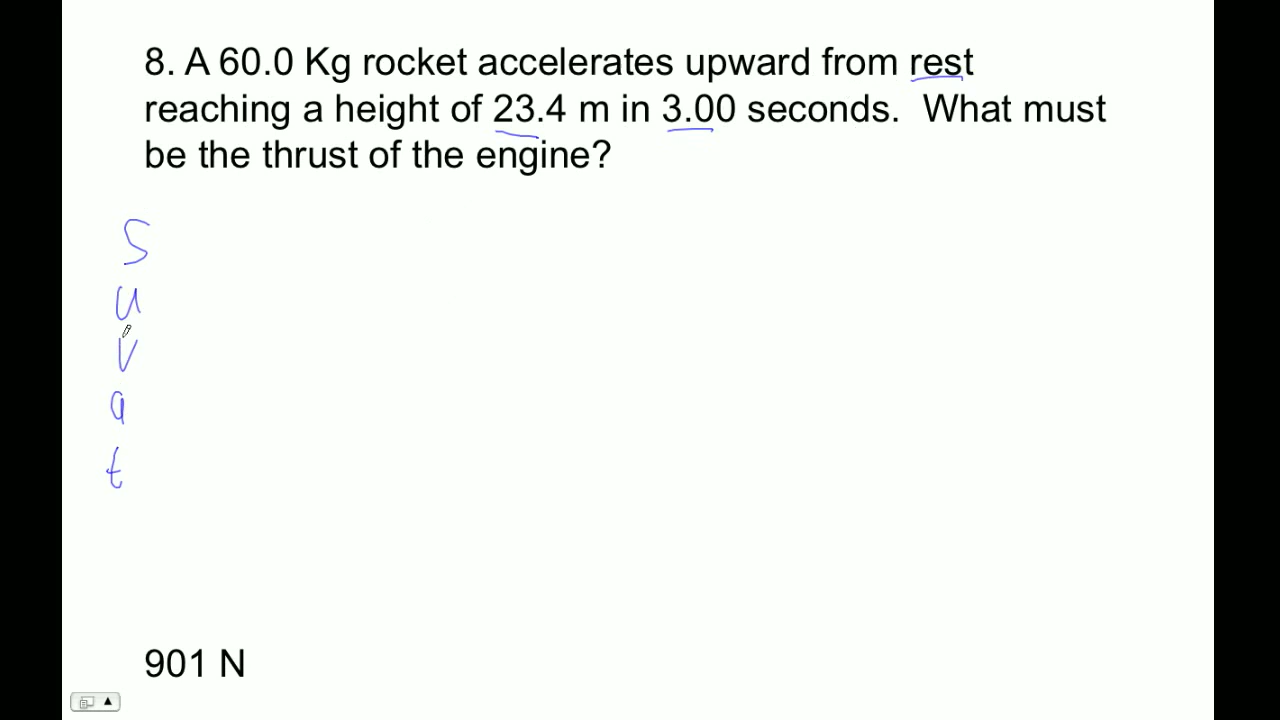 8. A 60.0 Kg rocket accelerates upward from rest
reaching a height of 23.4 m in 3.00 seconds. What must
be the thrust of the engine?
S
u
v
a
t
901 N